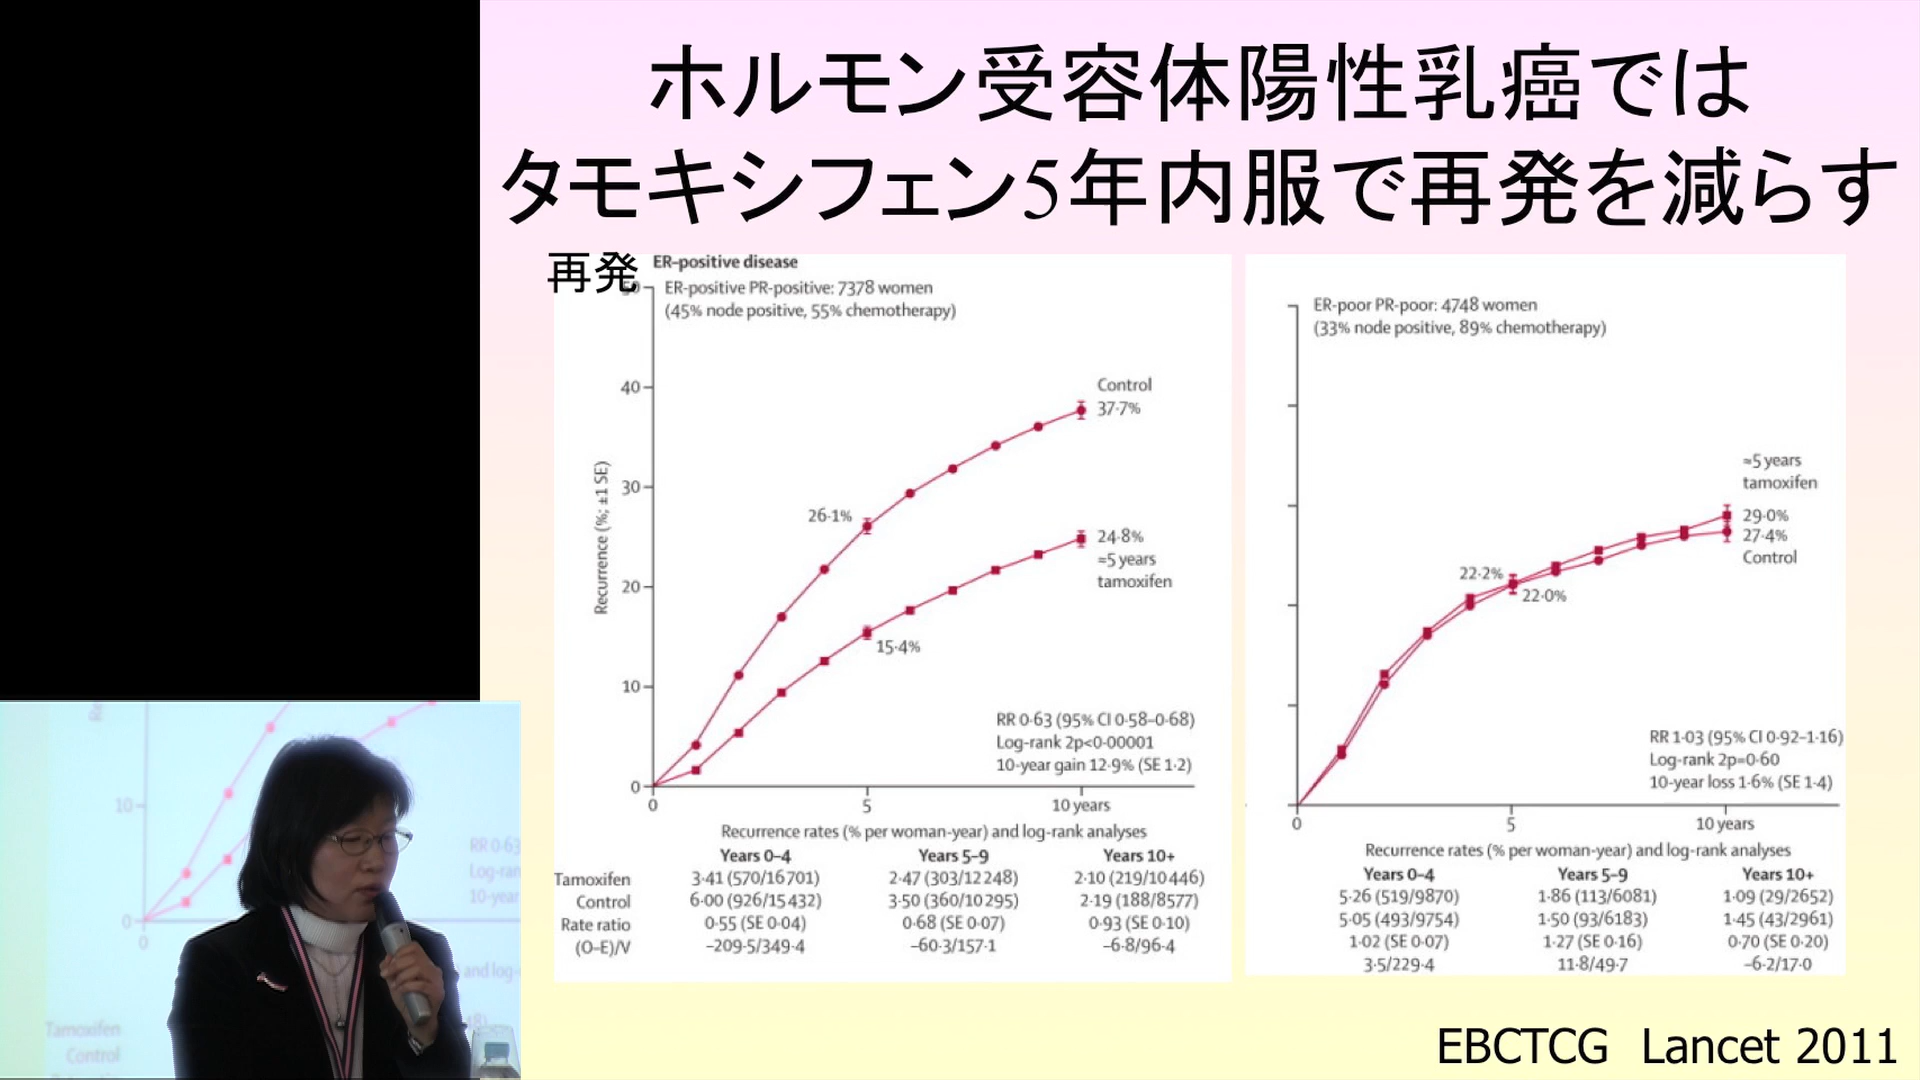 ホルモン受容体陽性乳癌では
タモキシフェン5年内服で再発を減らす
再発
ER-positive disease
ER-positive PR-positive: 7378 women
(45% node positive, 55% chemotherapy)
50
40
30
20
10
0
Recurrence (%; ±1 SE)
Control
37·7%
26·1%
24·8%
≈5 years
tamoxifen
15·4%
RR 0·63 (95% CI 0·58–0·68)
Log-rank 2p<0·00001
10-year gain 12·9% (SE 1·2)
0 5 10 years
Recurrence rates (% per woman-year) and log-rank analyses
Years 0–4 Years 5–9 Years 10+
Tamoxifen 3·41 (570/16701) 2·47 (303/12248) 2·10 (219/10446)
Control 6·00 (926/15432) 3·50 (360/10295) 2·19 (188/8577)
Rate ratio 0·55 (SE 0·04) 0·68 (SE 0·07) 0·93 (SE 0·10)
(O–E)/V –209·5/349·4 –60·3/157·1 –6·8/96·4
ER-poor PR-poor: 4748 women
(33% node positive, 89% chemotherapy)
≈5 years
tamoxifen
29·0%
27·4%
Control
22·2%
22·0%
RR 1·03 (95% CI 0·92–1·16)
Log-rank 2p=0·60
10-year loss 1·6% (SE 1·4)
0 5 10 years
Recurrence rates (% per woman-year) and log-rank analyses
Years 0–4 Years 5–9 Years 10+
5·26 (519/9870) 1·86 (113/6081) 1·09 (29/2652)
5·05 (493/9754) 1·50 (93/6183) 1·45 (43/2961)
1·02 (SE 0·07) 1·27 (SE 0·16) 0·70 (SE 0·20)
3·5/229·4 11·8/49·7 –6·2/17·0
EBCTCG Lancet 2011
10
0
0
RR 0·63
10-year
and log-
Tamoxifen
Control